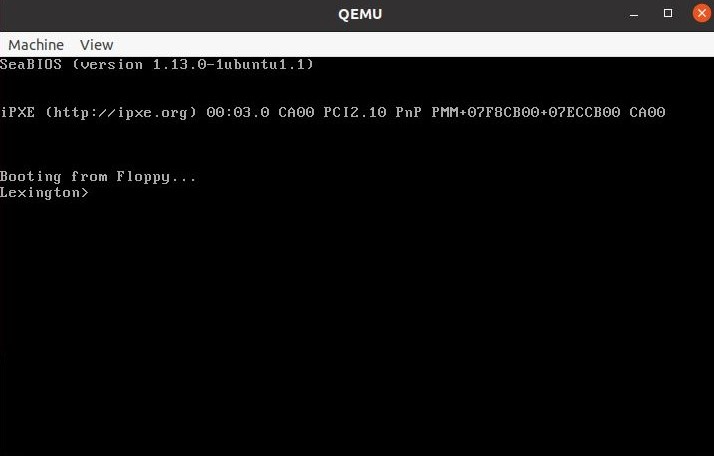 QEMU
Machine View
SeaBIOS (version 1.13.0-1ubuntu1.1)
iPXE (http://ipxe.org) 00:03.0 CA00 PCI2.10 PnP PMM+07F8CB00+07ECCB00 CA00
Booting from Floppy...
Lexington>